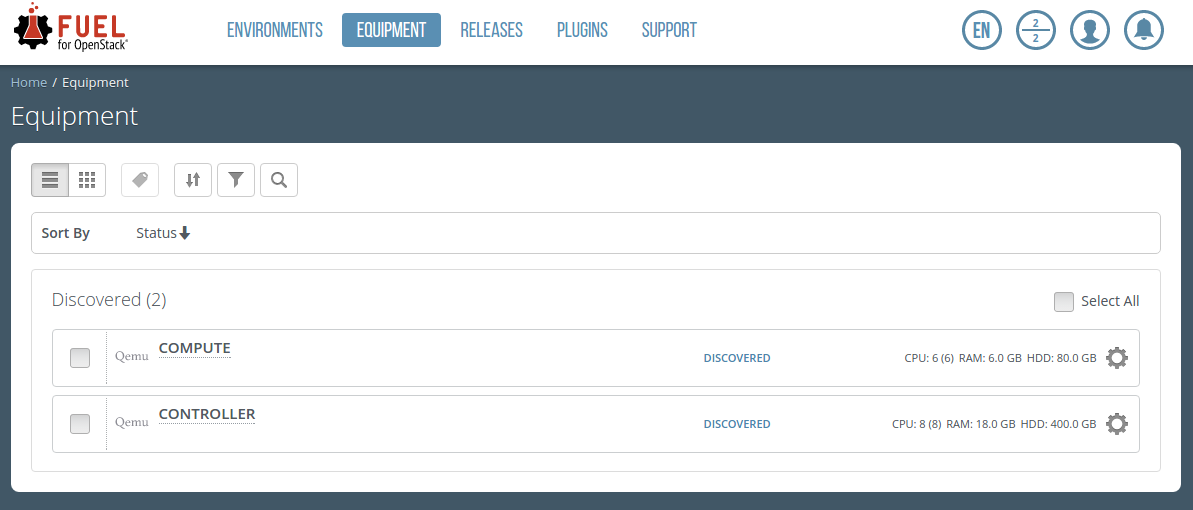 FUEL
for OpenStack
ENVIRONMENTS EQUIPMENT RELEASES PLUGINS SUPPORT
EN
2
2
Home / Equipment
Equipment
Sort By Status
Discovered (2)
Select All
Qemu COMPUTE DISCOVERED CPU: 6 (6) RAM: 6.0 GB HDD: 80.0 GB
Qemu CONTROLLER DISCOVERED CPU: 8 (8) RAM: 18.0 GB HDD: 400.0 GB